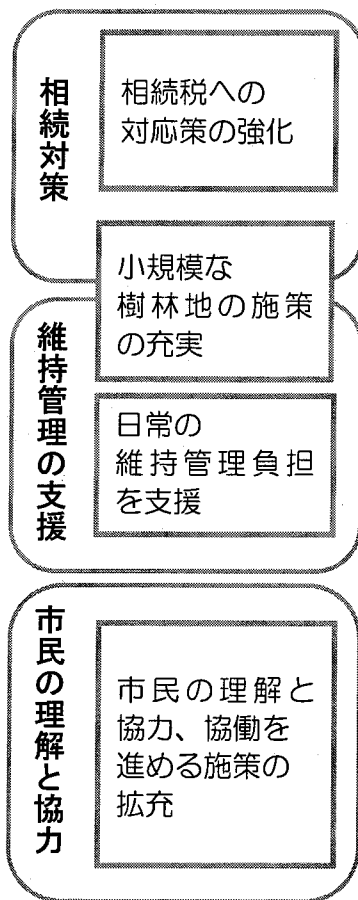 相続対策
相続税への
対応策の強化
小規模な
樹林地の施策
の充実
維持管理の支援
日常の
維持管理負担
を支援
市民の理解と協力
市民の理解と
協力、協働を
進める施策の
拡充